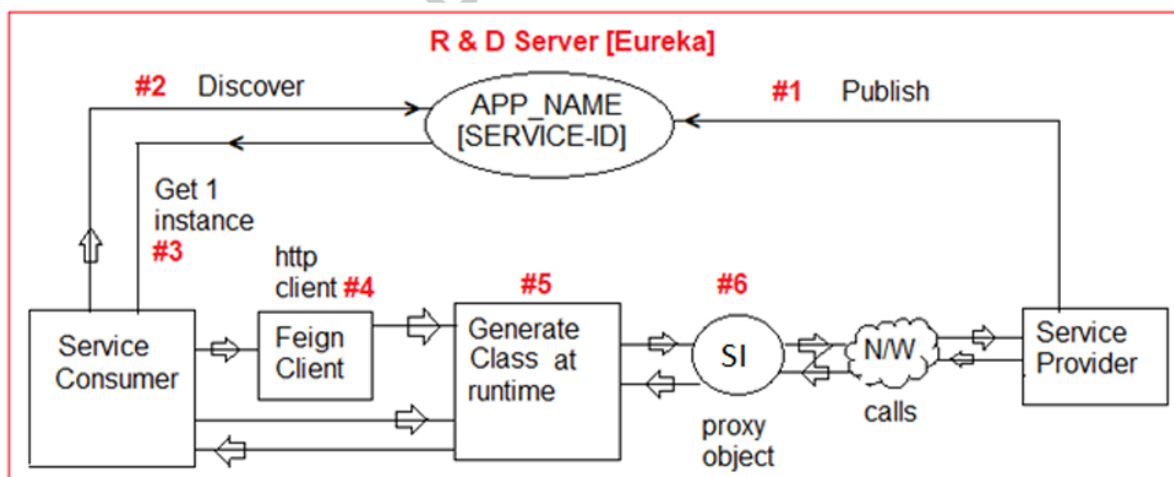 R & D Server [Eureka]
#2 Discover
APP_NAME
[SERVICE-ID]
#1 Publish
Get 1
instance
#3
http
client #4
#5
#6
Service
Consumer
Feign
Client
Generate
Class at
runtime
SI
N/W
Service
Provider
calls
proxy
object